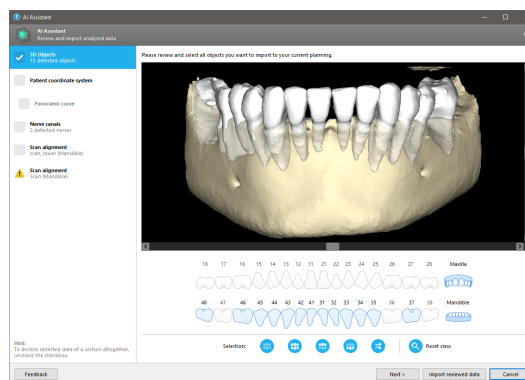 AI Assistant
AI Assistant
Review and import analyzed data
3D Objects
15 detected objects
Patient coordinate system
Panoramic curve
Nerve canals
2 detected nerves
Scan alignment
scan_lower (Mandible)
Scan alignment
Scan (Mandible)
Hint:
To decline detected data of a section altogether,
uncheck the checkbox.
Please review and select all objects you want to import to your current planning.
18 17 16 15 14 13 12 11 21 22 23 24 25 26 27 28 Maxilla
48 47 46 45 44 43 42 41 31 32 33 34 35 36 37 38 Mandible
Selection: Reset view
Feedback Next > Import reviewed data Cancel